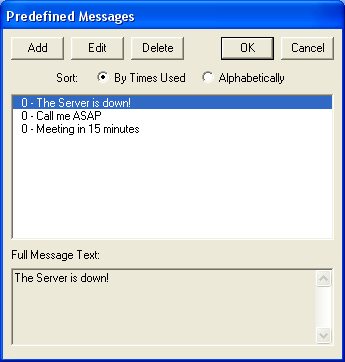 Predefined Messages
Add Edit Delete OK Cancel
Sort: By Times Used Alphabetically
0 - The Server is down!
0 - Call me ASAP
0 - Meeting in 15 minutes
Full Message Text:
The Server is down!